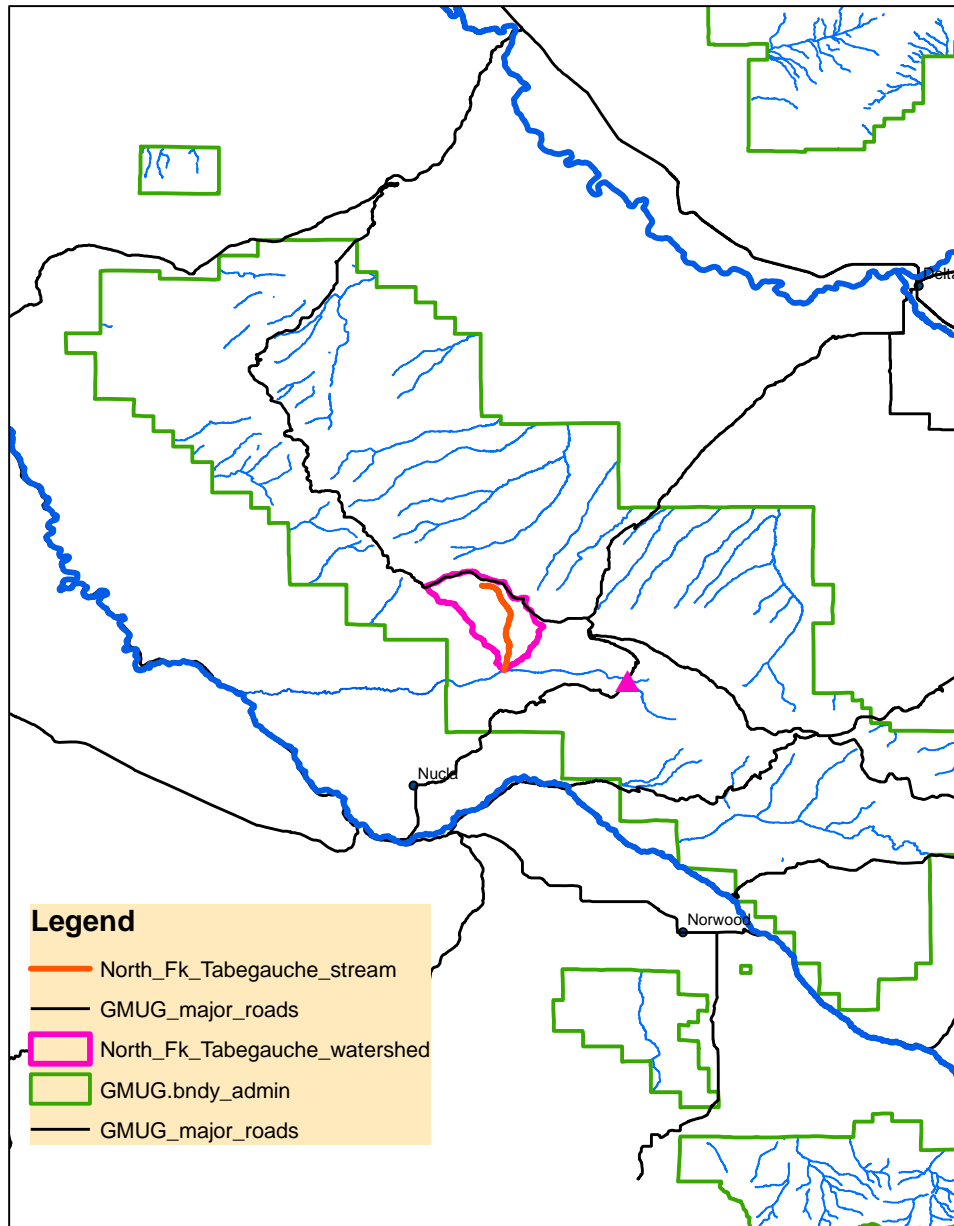 Delta
Nucla
Norwood
Legend
North_Fk_Tabegauche_stream
GMUG_major_roads
North_Fk_Tabegauche_watershed
GMUG.bndy_admin
GMUG_major_roads